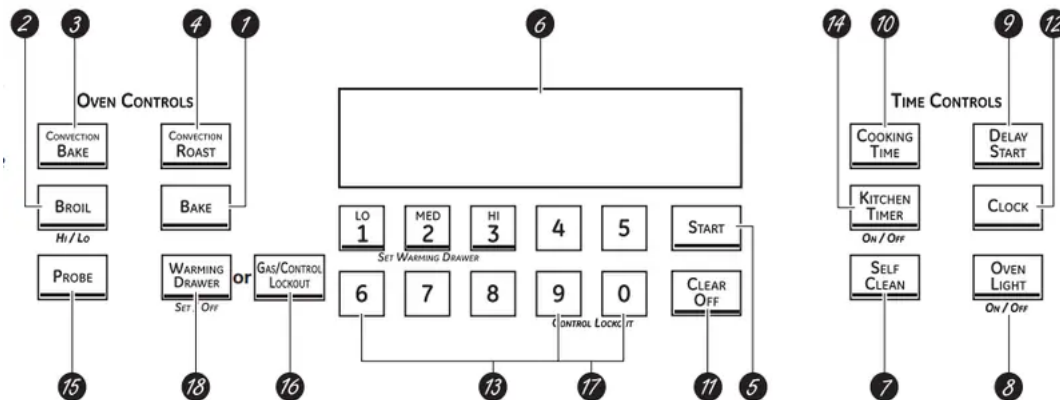 2 3 4 1 6 14 10 9 12
OVEN CONTROLS
CONVECTION
BAKE
CONVECTION
ROAST
BROIL
HI / LO
BAKE
PROBE
WARMING
DRAWER
or
GAS/CONTROL
LOCKOUT
LO
1
MED
2
HI
3
4
5
START
SET WARMING DRAWER
6
7
8
9
0
CLEAR
OFF
CONTROL LOCKOUT
TIME CONTROLS
COOKING
TIME
DELAY
START
KITCHEN
TIMER
ON / OFF
CLOCK
SELF
CLEAN
OVEN
LIGHT
ON / OFF
15 18 16 13 17 11 5 7 8